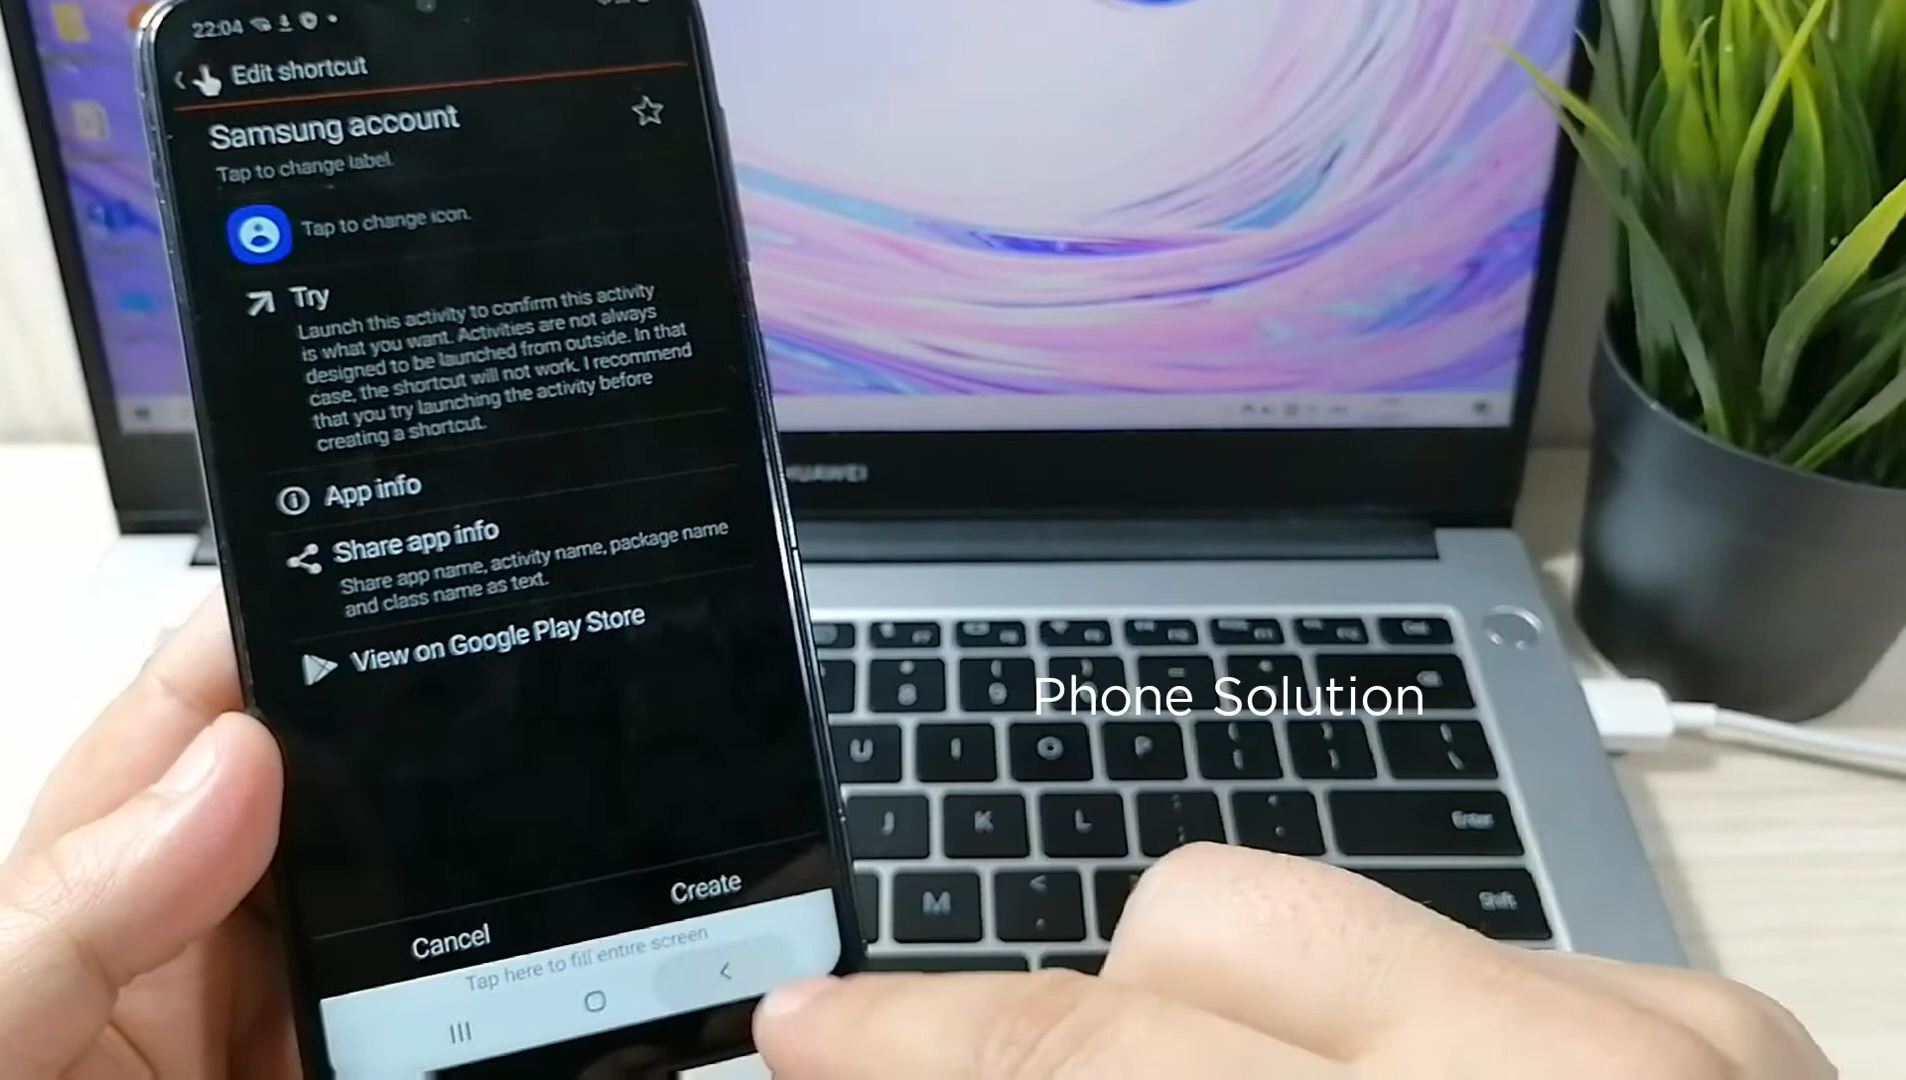 22:04
Edit shortcut
Samsung account
Tap to change label.
Tap to change icon.
Try
Launch this activity to confirm this activity
is what you want. Activities are not always
designed to be launched from outside. In that
case, the shortcut will not work. I recommend
that you try launching the activity before
creating a shortcut.
App info
Share app info
Share app name, activity name, package name
and class name as text.
View on Google Play Store
Cancel
Create
Tap here to fill entire screen
HUAWEI
Phone Solution
8 9
U I O P
J K L Enter
M Shift